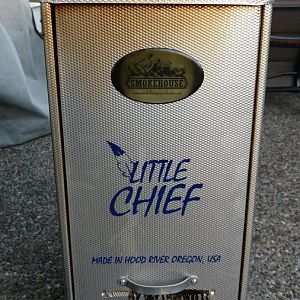 SMOKEHOUSE
LITTLE
CHIEF
MADE IN HOOD RIVER OREGON, USA